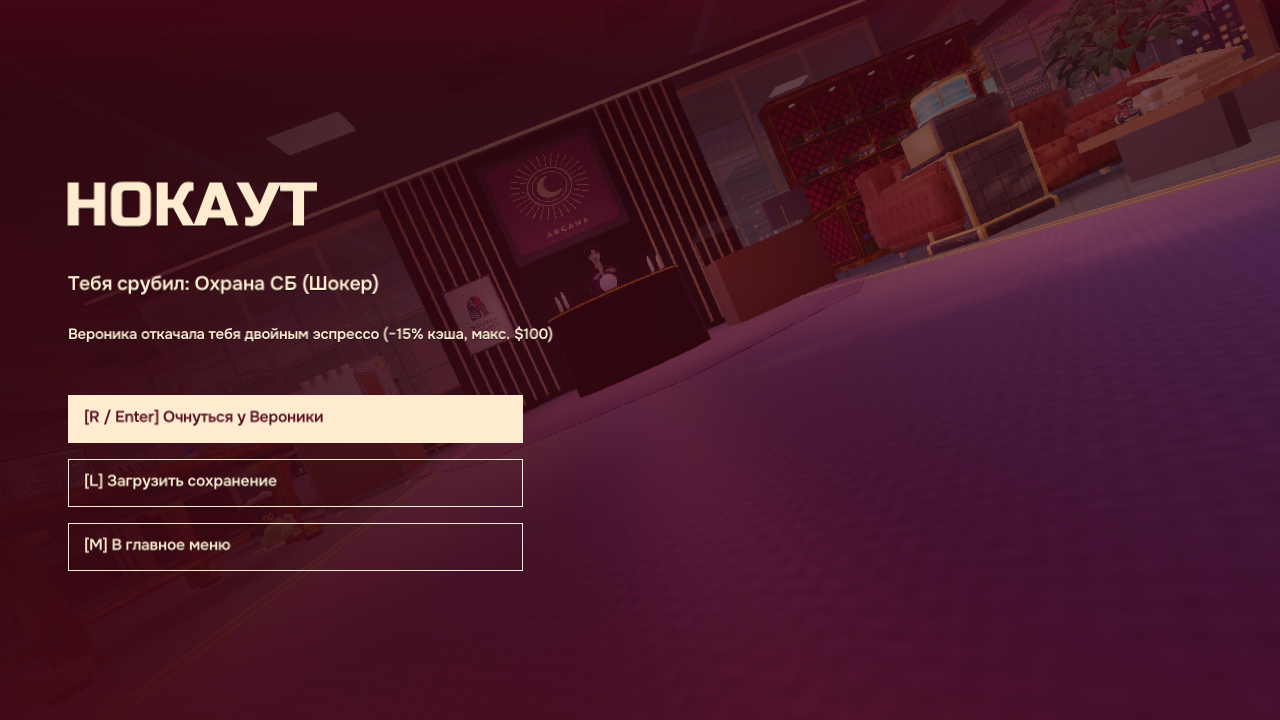 ARCANA
НОКАУТ
Тебя срубил: Охрана СБ (Шокер)
Вероника откачала тебя двойным эспрессо (−15% кэша, макс. $100)
[R / Enter] Очнуться у Вероники
[L] Загрузить сохранение
[M] В главное меню